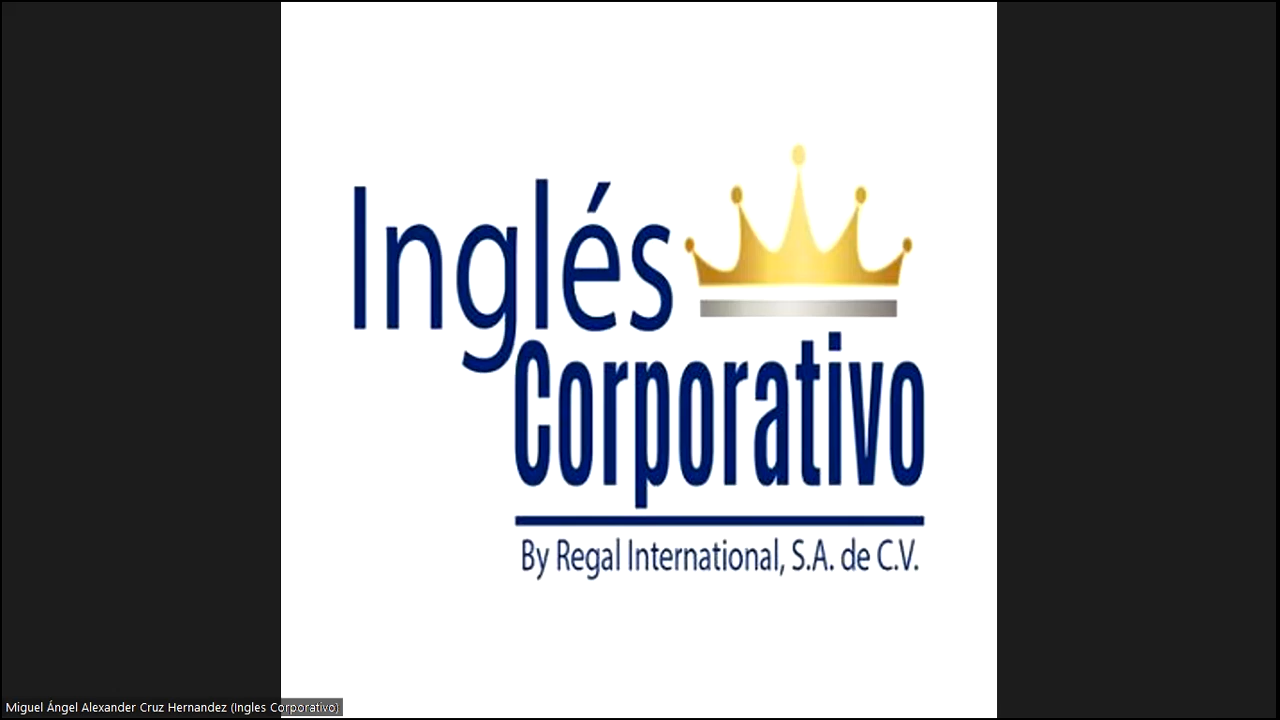 Inglés
Corporativo
By Regal International, S.A. de C.V.
Miguel Ángel Alexander Cruz Hernandez (Ingles Corporativo)